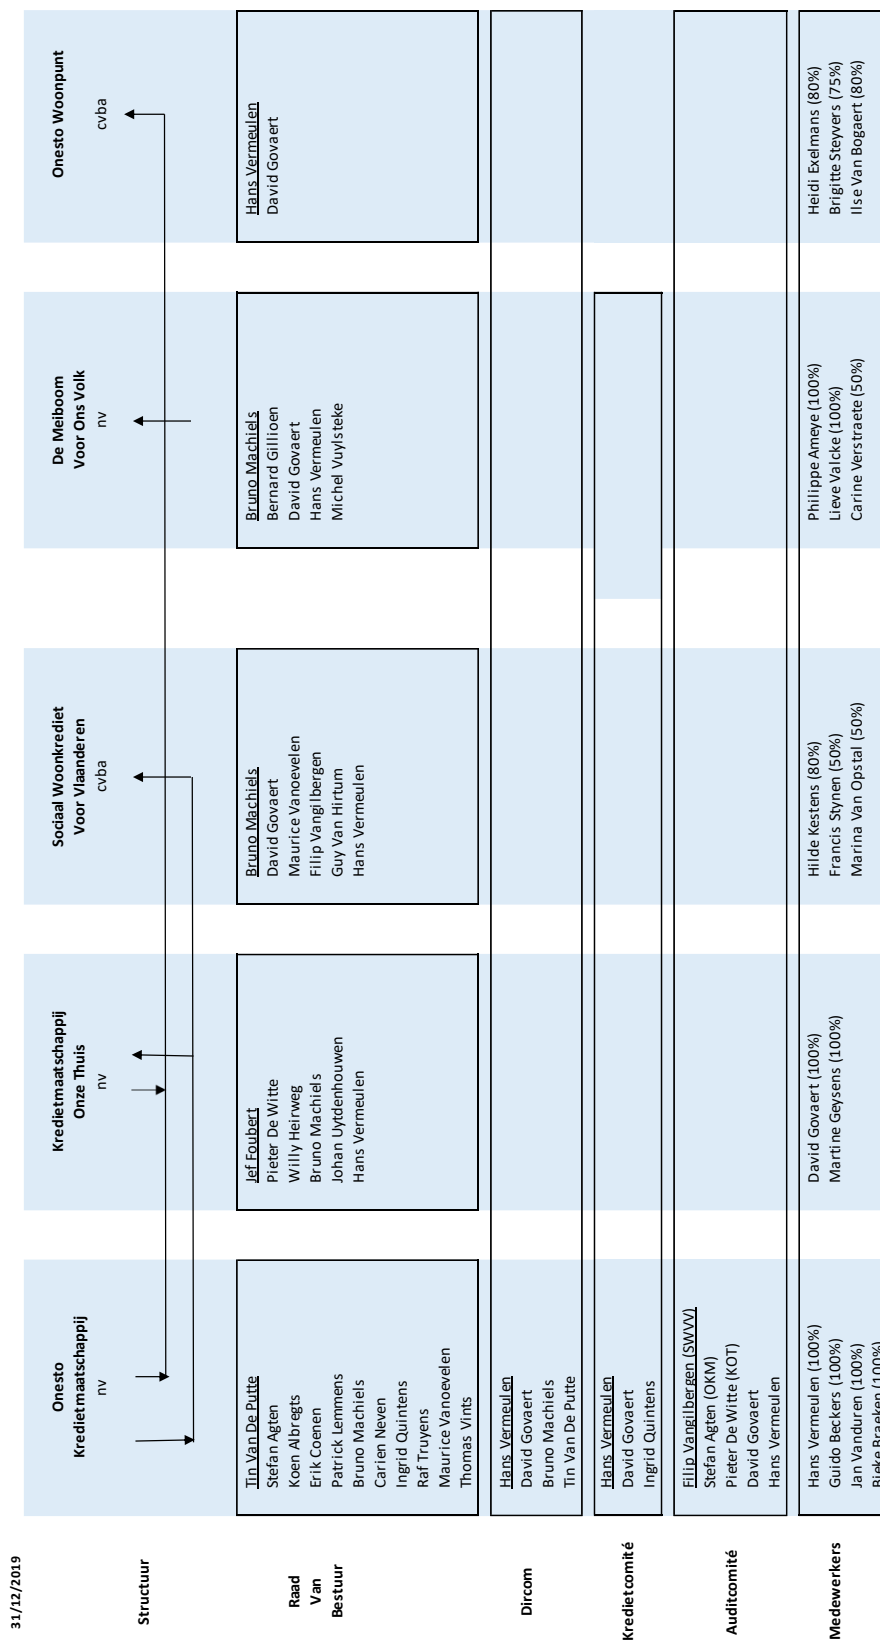 31/12/2019
Structuur
Onesto
Kredietmaatschappij
nv
Kredietmaatschappij
Onze Thuis
nv
Sociaal Woonkrediet
Voor Vlaanderen
cvba
De Meiboom
Voor Ons Volk
nv
Onesto Woonpunt
cvba
Raad
Van
Bestuur
Tin Van De Putte
Stefan Agten
Koen Albregts
Erik Coenen
Patrick Lemmens
Bruno Machiels
Carien Neven
Ingrid Quintens
Raf Truyens
Maurice Vanoevelen
Thomas Vints
Jef Foubert
Pieter De Witte
Willy Heirweg
Bruno Machiels
Johan Uytdenhouwen
Hans Vermeulen
Bruno Machiels
David Govaert
Maurice Vanoevelen
Filip Vangilbergen
Guy Van Hirtum
Hans Vermeulen
Bruno Machiels
Bernard Gillioen
David Govaert
Hans Vermeulen
Michel Vuylsteke
Hans Vermeulen
David Govaert
Dircom
Hans Vermeulen
David Govaert
Bruno Machiels
Tin Van De Putte
Kredietcomité
Hans Vermeulen
David Govaert
Ingrid Quintens
Auditcomité
Filip Vangilbergen (SWVV)
Stefan Agten (OKM)
Pieter De Witte (KOT)
David Govaert
Hans Vermeulen
Medewerkers
Hans Vermeulen (100%)
Guido Beckers (100%)
Jan Vanduren (100%)
Rieke Braeken (100%)
David Govaert (100%)
Martine Geysens (100%)
Hilde Kestens (80%)
Francis Stynen (50%)
Marina Van Opstal (50%)
Philippe Ameye (100%)
Lieve Valcke (100%)
Carine Verstraete (50%)
Heidi Exelmans (80%)
Brigitte Steyvers (75%)
Ilse Van Bogaert (80%)